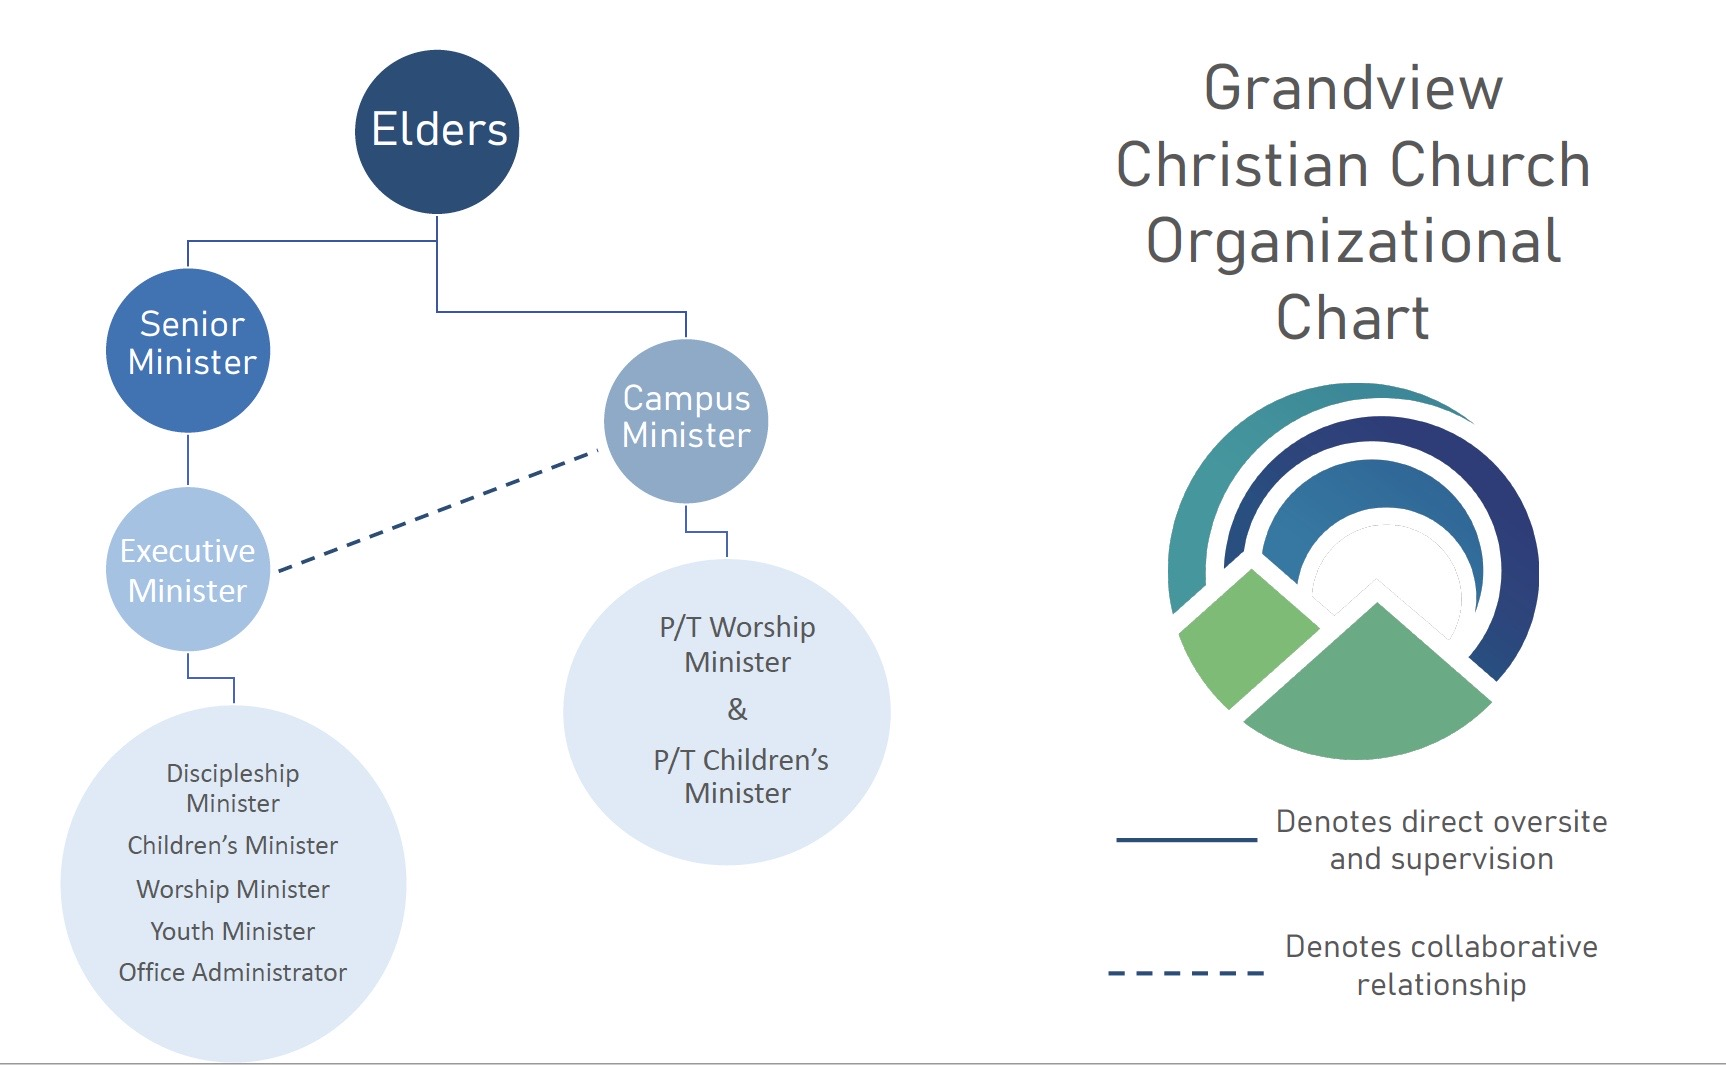 Elders
Senior
Minister
Campus
Minister
Executive
Minister
P/T Worship
Minister
&
P/T Children’s
Minister
Discipleship
Minister
Children’s Minister
Worship Minister
Youth Minister
Office Administrator
Grandview
Christian Church
Organizational
Chart
Denotes direct oversite
and supervision
Denotes collaborative
relationship